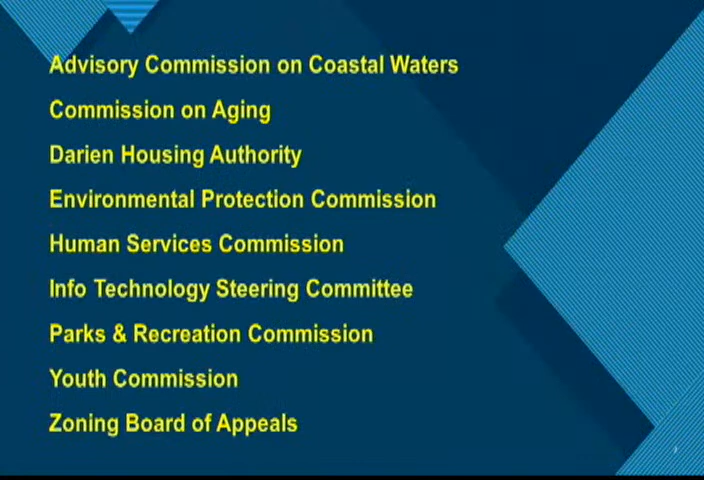 Advisory Commission on Coastal Waters
Commission on Aging
Darien Housing Authority
Environmental Protection Commission
Human Services Commission
Info Technology Steering Committee
Parks & Recreation Commission
Youth Commission
Zoning Board of Appeals